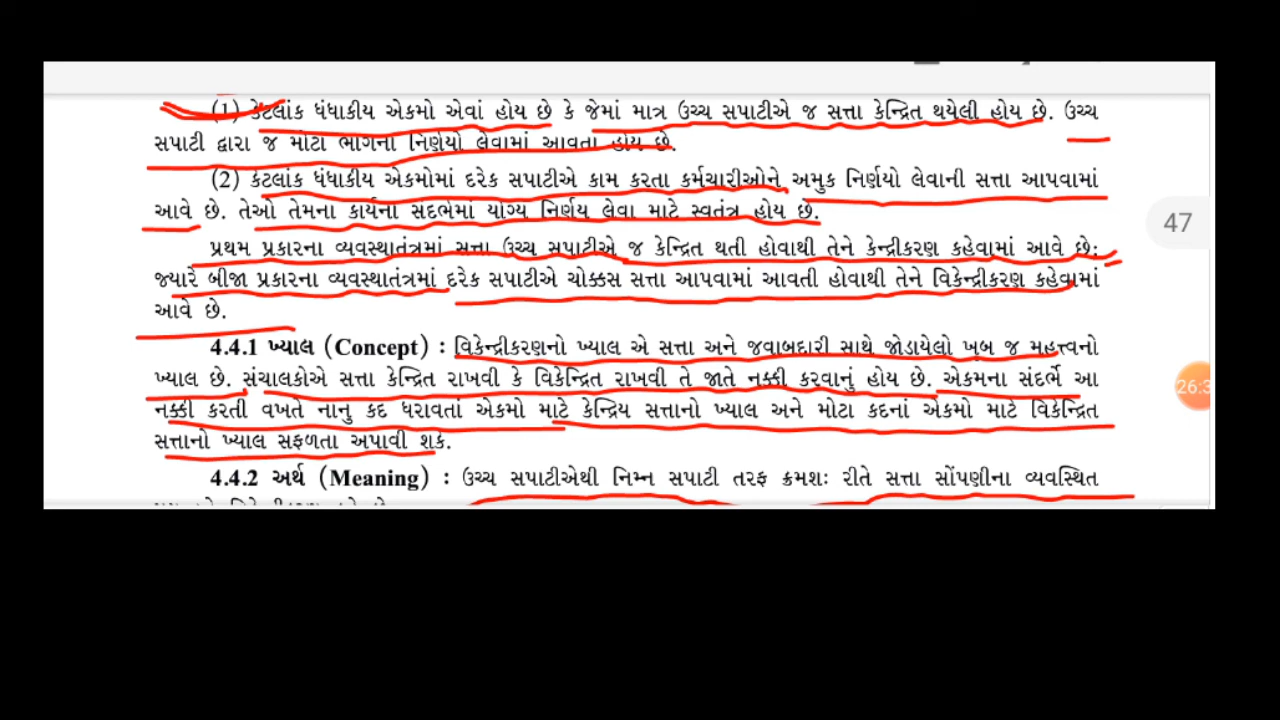 (1) કેટલાંક ધંધાકીય એકમો એવાં હોય છે કે જેમાં માત્ર ઉચ્ચ સપાટીએ જ સત્તા કેન્દ્રિત થયેલી હોય છે. ઉચ્ચ
સપાટી દ્વારા જ મોટા ભાગના નિર્ણયો લેવામાં આવતા હોય છે.
(2) કેટલાંક ધંધાકીય એકમોમાં દરેક સપાટીએ કામ કરતા કર્મચારીઓને અમુક નિર્ણયો લેવાની સત્તા આપવામાં
આવે છે. તેઓ તેમના કાર્યના સંદર્ભમાં યોગ્ય નિર્ણય લેવા માટે સ્વતંત્ર હોય છે.
47
પ્રથમ પ્રકારના વ્યવસ્થાતંત્રમાં સત્તા ઉચ્ચ સપાટીએ જ કેન્દ્રિત થતી હોવાથી તેને કેન્દ્રીકરણ કહેવામાં આવે છે;
જ્યારે બીજા પ્રકારના વ્યવસ્થાતંત્રમાં દરેક સપાટીએ ચોક્કસ સત્તા આપવામાં આવતી હોવાથી તેને વિકેન્દ્રીકરણ કહેવામાં
આવે છે.
4.4.1 ખ્યાલ (Concept) : વિકેન્દ્રીકરણનો ખ્યાલ એ સત્તા અને જવાબદારી સાથે જોડાયેલો ખૂબ જ મહત્ત્વનો
ખ્યાલ છે. સંચાલકોએ સત્તા કેન્દ્રિત રાખવી કે વિકેન્દ્રિત રાખવી તે જાતે નક્કી કરવાનું હોય છે. એકમના સંદર્ભે આ
26:3
નક્કી કરતી વખતે નાનુ કદ ધરાવતાં એકમો માટે કેન્દ્રિય સત્તાનો ખ્યાલ અને મોટા કદનાં એકમો માટે વિકેન્દ્રિત
સત્તાનો ખ્યાલ સફળતા અપાવી શકે.
4.4.2 અર્થ (Meaning) : ઉચ્ચ સપાટીએથી નિમ્ન સપાટી તરફ ક્રમશઃ રીતે સત્તા સોંપણીના વ્યવસ્થિત